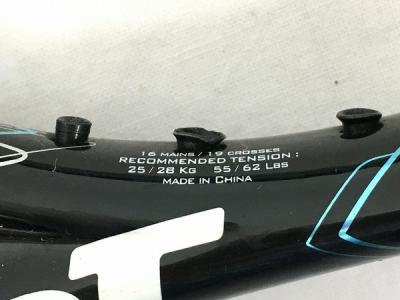 16 MAINS / 19 CROSSES
RECOMMENDED TENSION :
25 / 28 KG 55 / 62 LBS
MADE IN CHINA
T